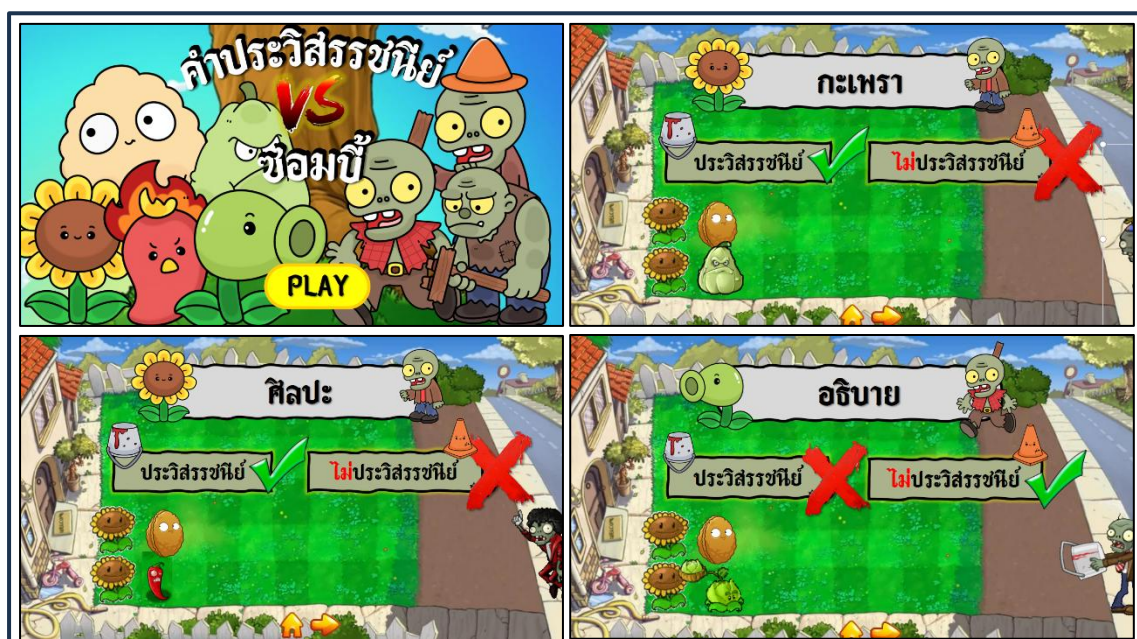 คำประวิสรรชนีย์
VS
ซอมบี้
PLAY
กะเพรา
ประวิสรรชนีย์
ไม่ประวิสรรชนีย์
ศิลปะ
ประวิสรรชนีย์
ไม่ประวิสรรชนีย์
อธิบาย
ประวิสรรชนีย์
ไม่ประวิสรรชนีย์